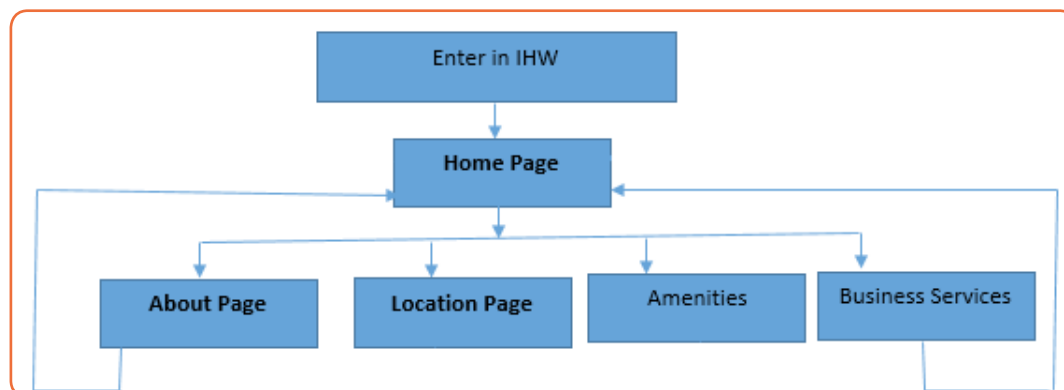 Enter in IHW
Home Page
About Page
Location Page
Amenities
Business Services